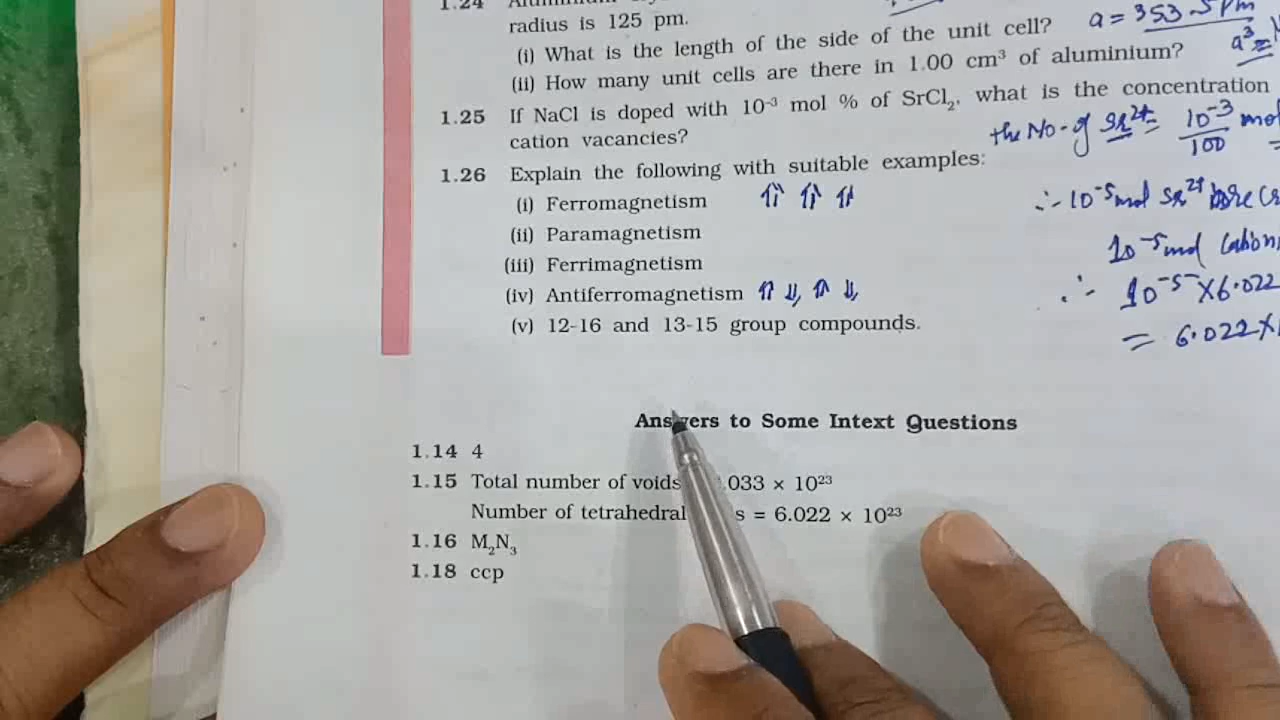 1.24
radius is 125 pm.
(i) What is the length of the side of the unit cell? a = 353.5 pm
(ii) How many unit cells are there in 1.00 cm³ of aluminium? a³ =
1.25 If NaCl is doped with 10⁻³ mol % of SrCl₂, what is the concentration
cation vacancies? the No. of Sr²⁺ = 10⁻³/100 mol
1.26 Explain the following with suitable examples:
(i) Ferromagnetism ⇈ ⇈ ⇈
∴ 10⁻⁵ mol Sr²⁺
(ii) Paramagnetism
10⁻⁵ mol cation
(iii) Ferrimagnetism
(iv) Antiferromagnetism ⇈ ⇊ ⇈ ⇊
∴ 10⁻⁵ × 6.022
(v) 12-16 and 13-15 group compounds.
= 6.022 ×
Answers to Some Intext Questions
1.14 4
1.15 Total number of voids .033 × 10²³
Number of tetrahedral s = 6.022 × 10²³
1.16 M₂N₃
1.18 ccp